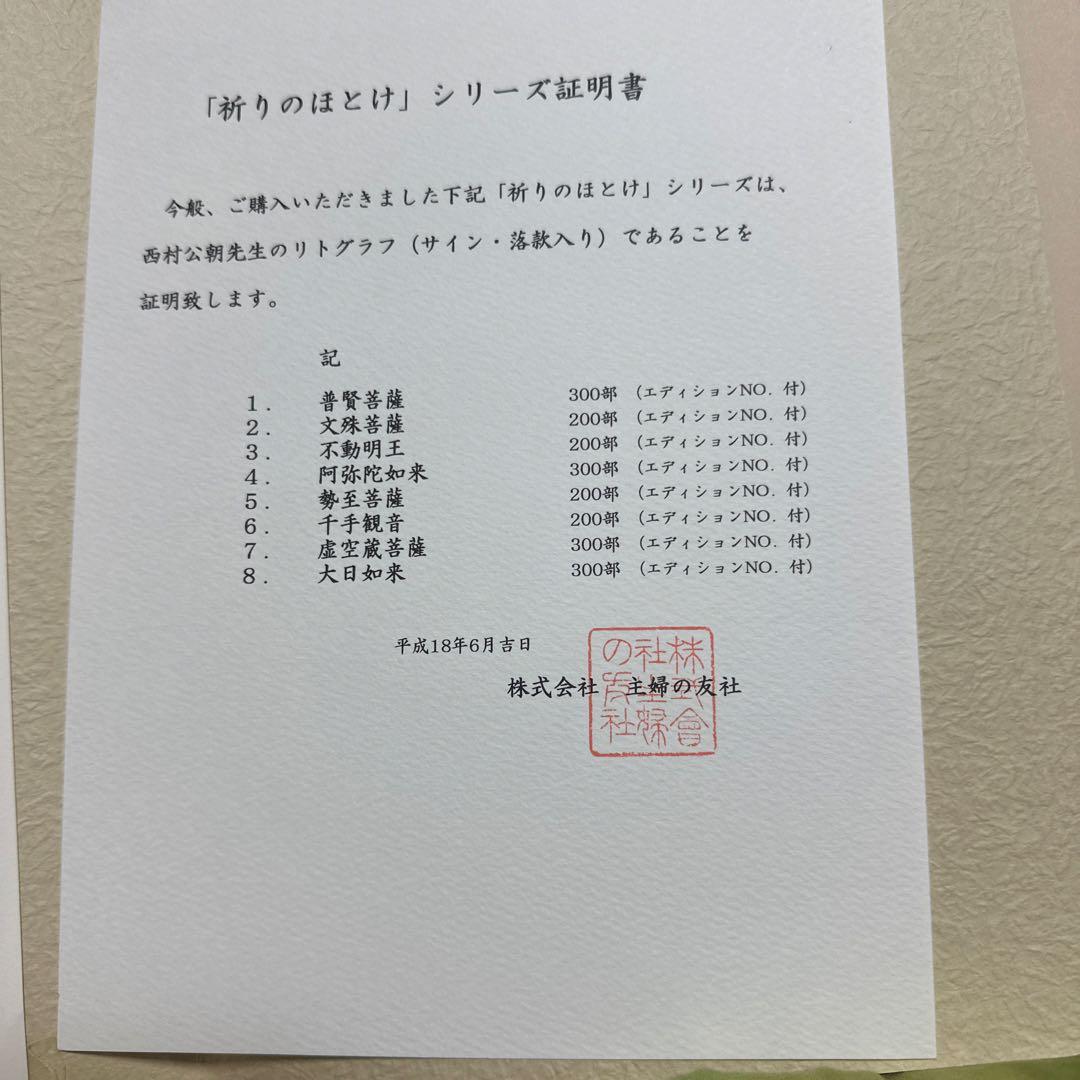 「祈りのほとけ」シリーズ証明書
今般、ご購入いただきました下記「祈りのほとけ」シリーズは、
西村公朝先生のリトグラフ（サイン・落款入り）であることを
証明致します。
記
1． 普賢菩薩 300部 （エディションNO．付）
2． 文殊菩薩 200部 （エディションNO．付）
3． 不動明王 200部 （エディションNO．付）
4． 阿弥陀如来 300部 （エディションNO．付）
5． 勢至菩薩 200部 （エディションNO．付）
6． 千手観音 200部 （エディションNO．付）
7． 虚空蔵菩薩 300部 （エディションNO．付）
8． 大日如来 300部 （エディションNO．付）
平成18年6月吉日
株式会社 主婦の友社
株式會社主婦の友社